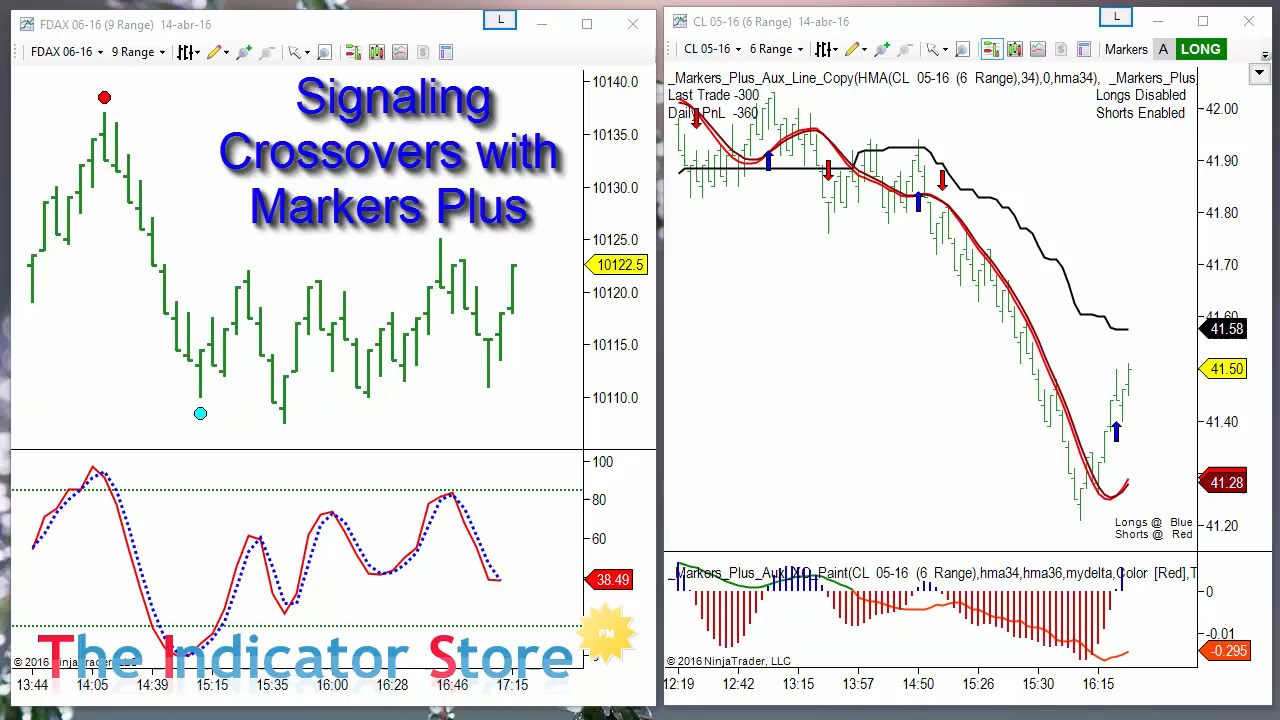 FDAX 06-16 (9 Range) 14-abr-16
L
FDAX 06-16
9 Range
$
Signaling
Crossovers with
Markers Plus
10140.0
10135.0
10130.0
10125.0
10122.5
10120.0
10115.0
10110.0
100
80
60
38.49
PM
The Indicator Store
© 2016 NinjaTrader, LLC
13:44
14:05
14:39
15:15
15:35
16:00
16:28
16:46
17:15
CL 05-16 (6 Range) 14-abr-16
L
CL 05-16
6 Range
$
Markers
A
LONG
_Markers_Plus_Aux_Line_Copy(HMA(CL 05-16 (6 Range),34),0,hma34), _Markers_Plus
Last Trade -300
Longs Disabled
Daily PnL -360
Shorts Enabled
42.00
41.90
41.80
41.70
41.60
41.58
41.50
41.40
41.28
41.20
Longs @ Blue
Shorts @ Red
_Markers_Plus_Aux_XO_Paint(CL 05-16 (6 Range),hma34,hma36,mydelta,Color [Red],T
0
-0.01
-0.295
© 2016 NinjaTrader, LLC
12:19
12:42
13:15
13:57
14:50
15:26
15:30
16:15